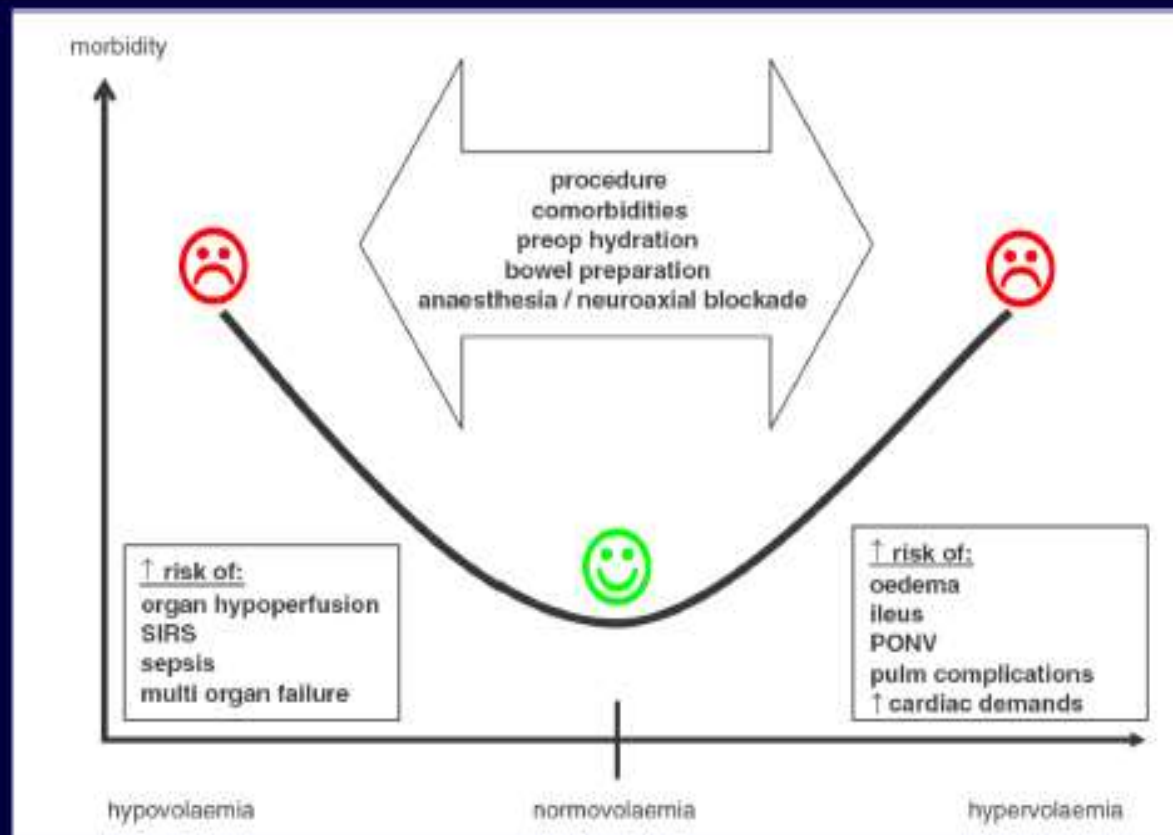 morbidity
procedure
comorbidities
preop hydration
bowel preparation
anaesthesia / neuroaxial blockade
↑ risk of:
organ hypoperfusion
SIRS
sepsis
multi organ failure
↑ risk of:
oedema
ileus
PONV
pulm complications
↑ cardiac demands
hypovolaemia
normovolaemia
hypervolaemia